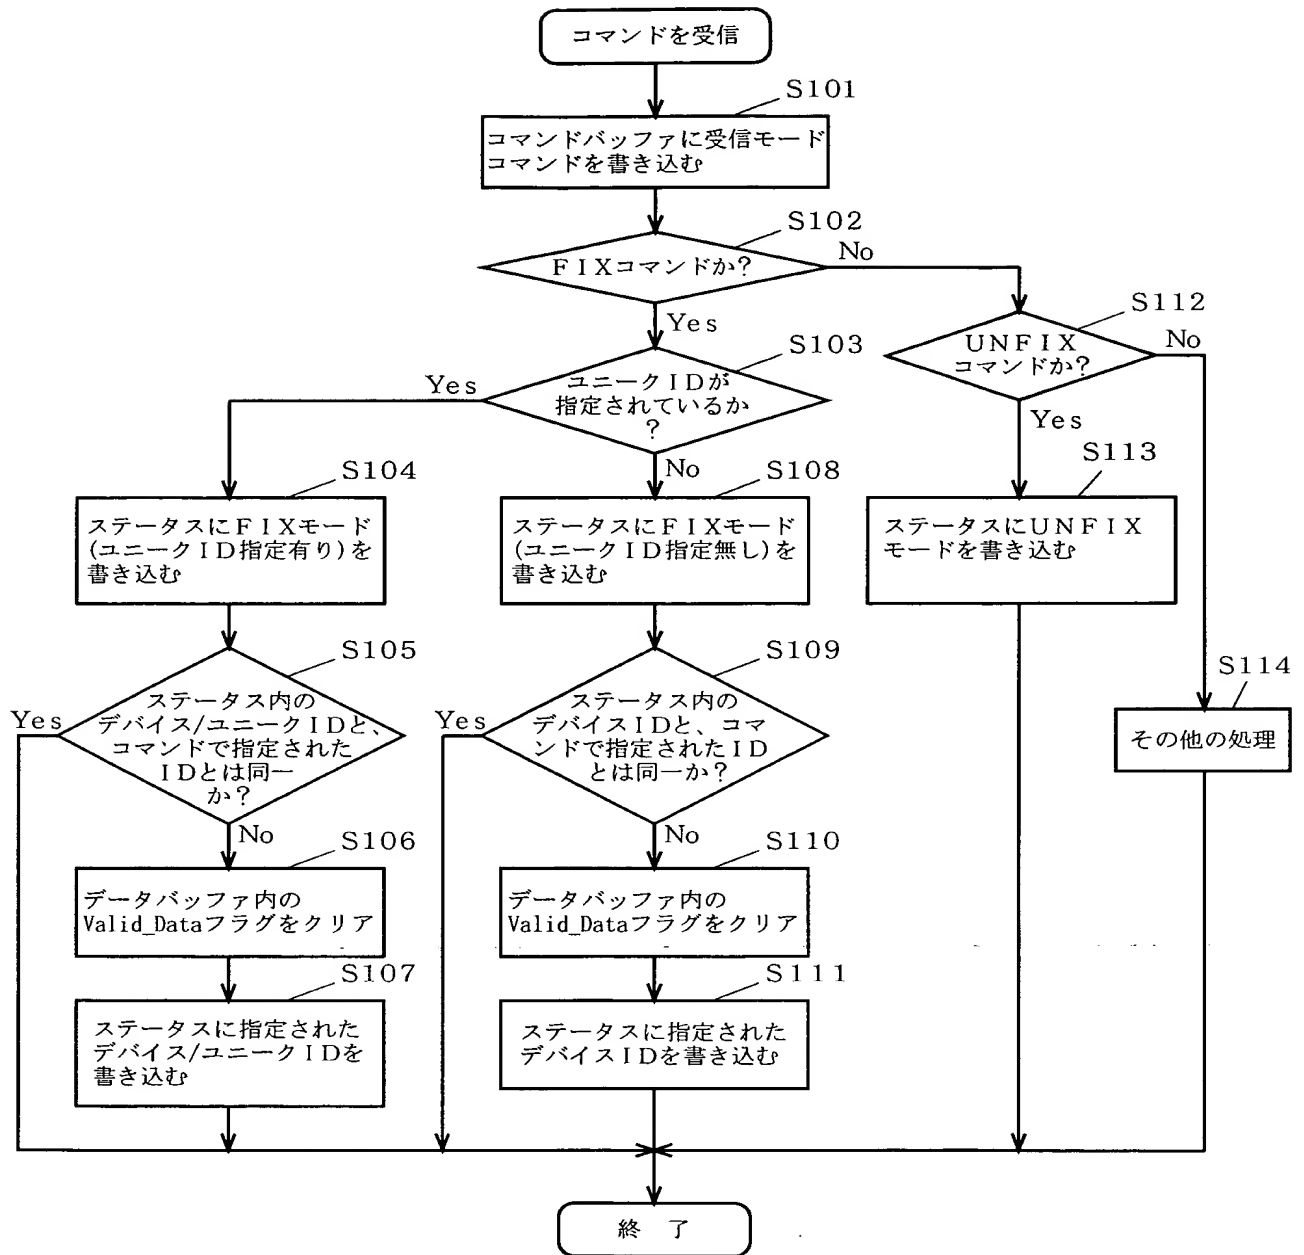 コマンドを受信
S101
コマンドバッファに受信モード
コマンドを書き込む
S102
FIXコマンドか?
No
Yes
S112
UNFIX
コマンドか?
No
Yes
S103
ユニークIDが
指定されているか
?
Yes
No
S104
ステータスにFIXモード
(ユニークID指定有り)を
書き込む
S108
ステータスにFIXモード
(ユニークID指定無し)を
書き込む
S113
ステータスにUNFIX
モードを書き込む
S105
ステータス内の
デバイス/ユニークIDと、
コマンドで指定された
IDとは同一
か?
Yes
No
S109
ステータス内の
デバイスIDと、コマ
ンドで指定されたID
とは同一か?
Yes
No
S114
その他の処理
S106
データバッファ内の
Valid_Dataフラグをクリア
S110
データバッファ内の
Valid_Dataフラグをクリア
S107
ステータスに指定された
デバイス/ユニークIDを
書き込む
S111
ステータスに指定された
デバイスIDを書き込む
終 了